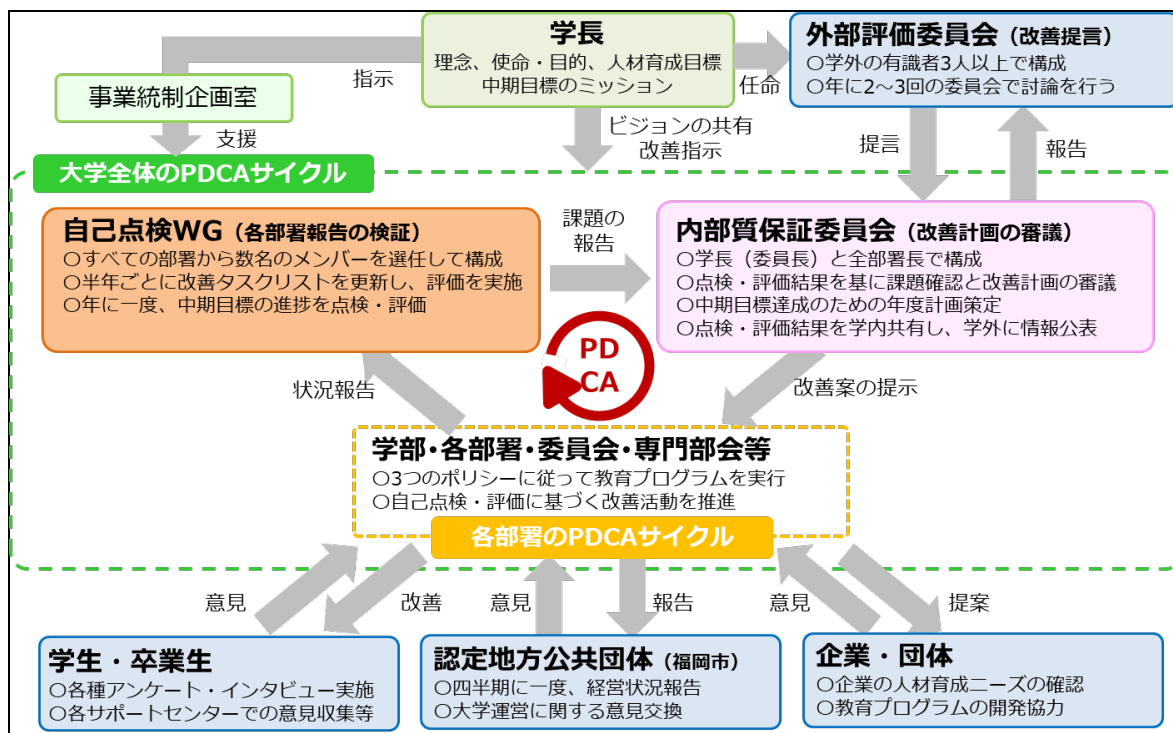 学長
理念、使命・目的、人材育成目標
中期目標のミッション
外部評価委員会(改善提言)
○学外の有識者3人以上で構成
○年に2～3回の委員会で討論を行う
指示
任命
事業統制企画室
支援
ビジョンの共有
改善指示
提言
報告
大学全体のPDCAサイクル
自己点検WG(各部署報告の検証)
○すべての部署から数名のメンバーを選任して構成
○半年ごとに改善タスクリストを更新し、評価を実施
○年に一度、中期目標の進捗を点検・評価
課題の
報告
内部質保証委員会(改善計画の審議)
○学長（委員長）と全部署長で構成
○点検・評価結果を基に課題確認と改善計画の審議
○中期目標達成のための年度計画策定
○点検・評価結果を学内共有し、学外に情報公表
PD
CA
状況報告
改善案の提示
学部・各部署・委員会・専門部会等
○3つのポリシーに従って教育プログラムを実行
○自己点検・評価に基づく改善活動を推進
各部署のPDCAサイクル
意見
改善
意見
報告
意見
提案
学生・卒業生
○各種アンケート・インタビュー実施
○各サポートセンターでの意見収集等
認定地方公共団体(福岡市)
○四半期に一度、経営状況報告
○大学運営に関する意見交換
企業・団体
○企業の人材育成ニーズの確認
○教育プログラムの開発協力